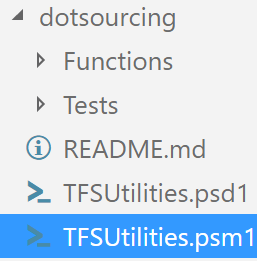 dotsourcing
Functions
Tests
README.md
TFSUtilities.psd1
TFSUtilities.psm1